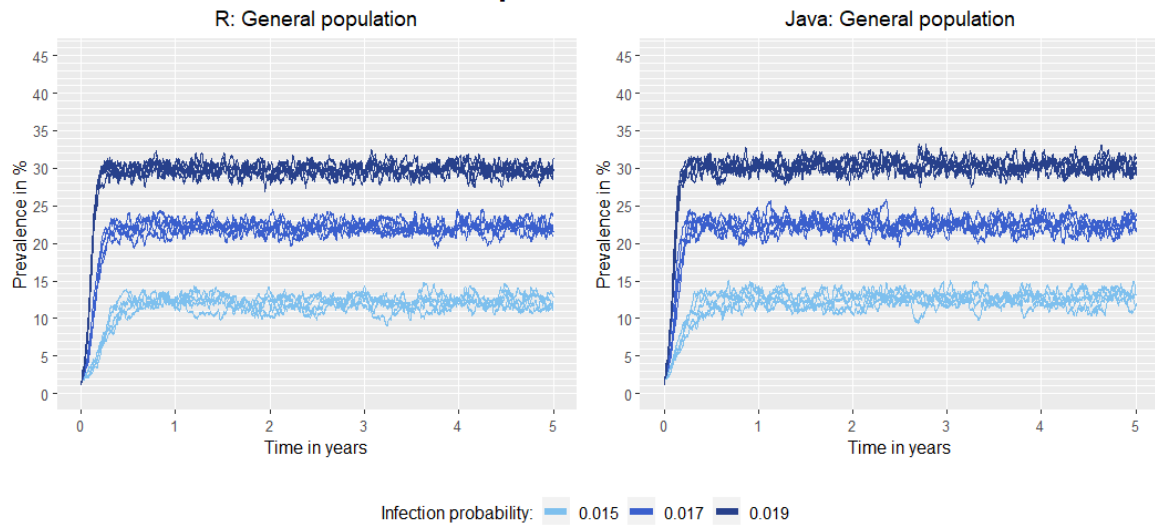 R: General population
Java: General population
Prevalence in %
45
40
35
30
25
20
15
10
5
0
0 1 2 3 4 5
Time in years
Prevalence in %
45
40
35
30
25
20
15
10
5
0
0 1 2 3 4 5
Time in years
Infection probability: 0.015 0.017 0.019